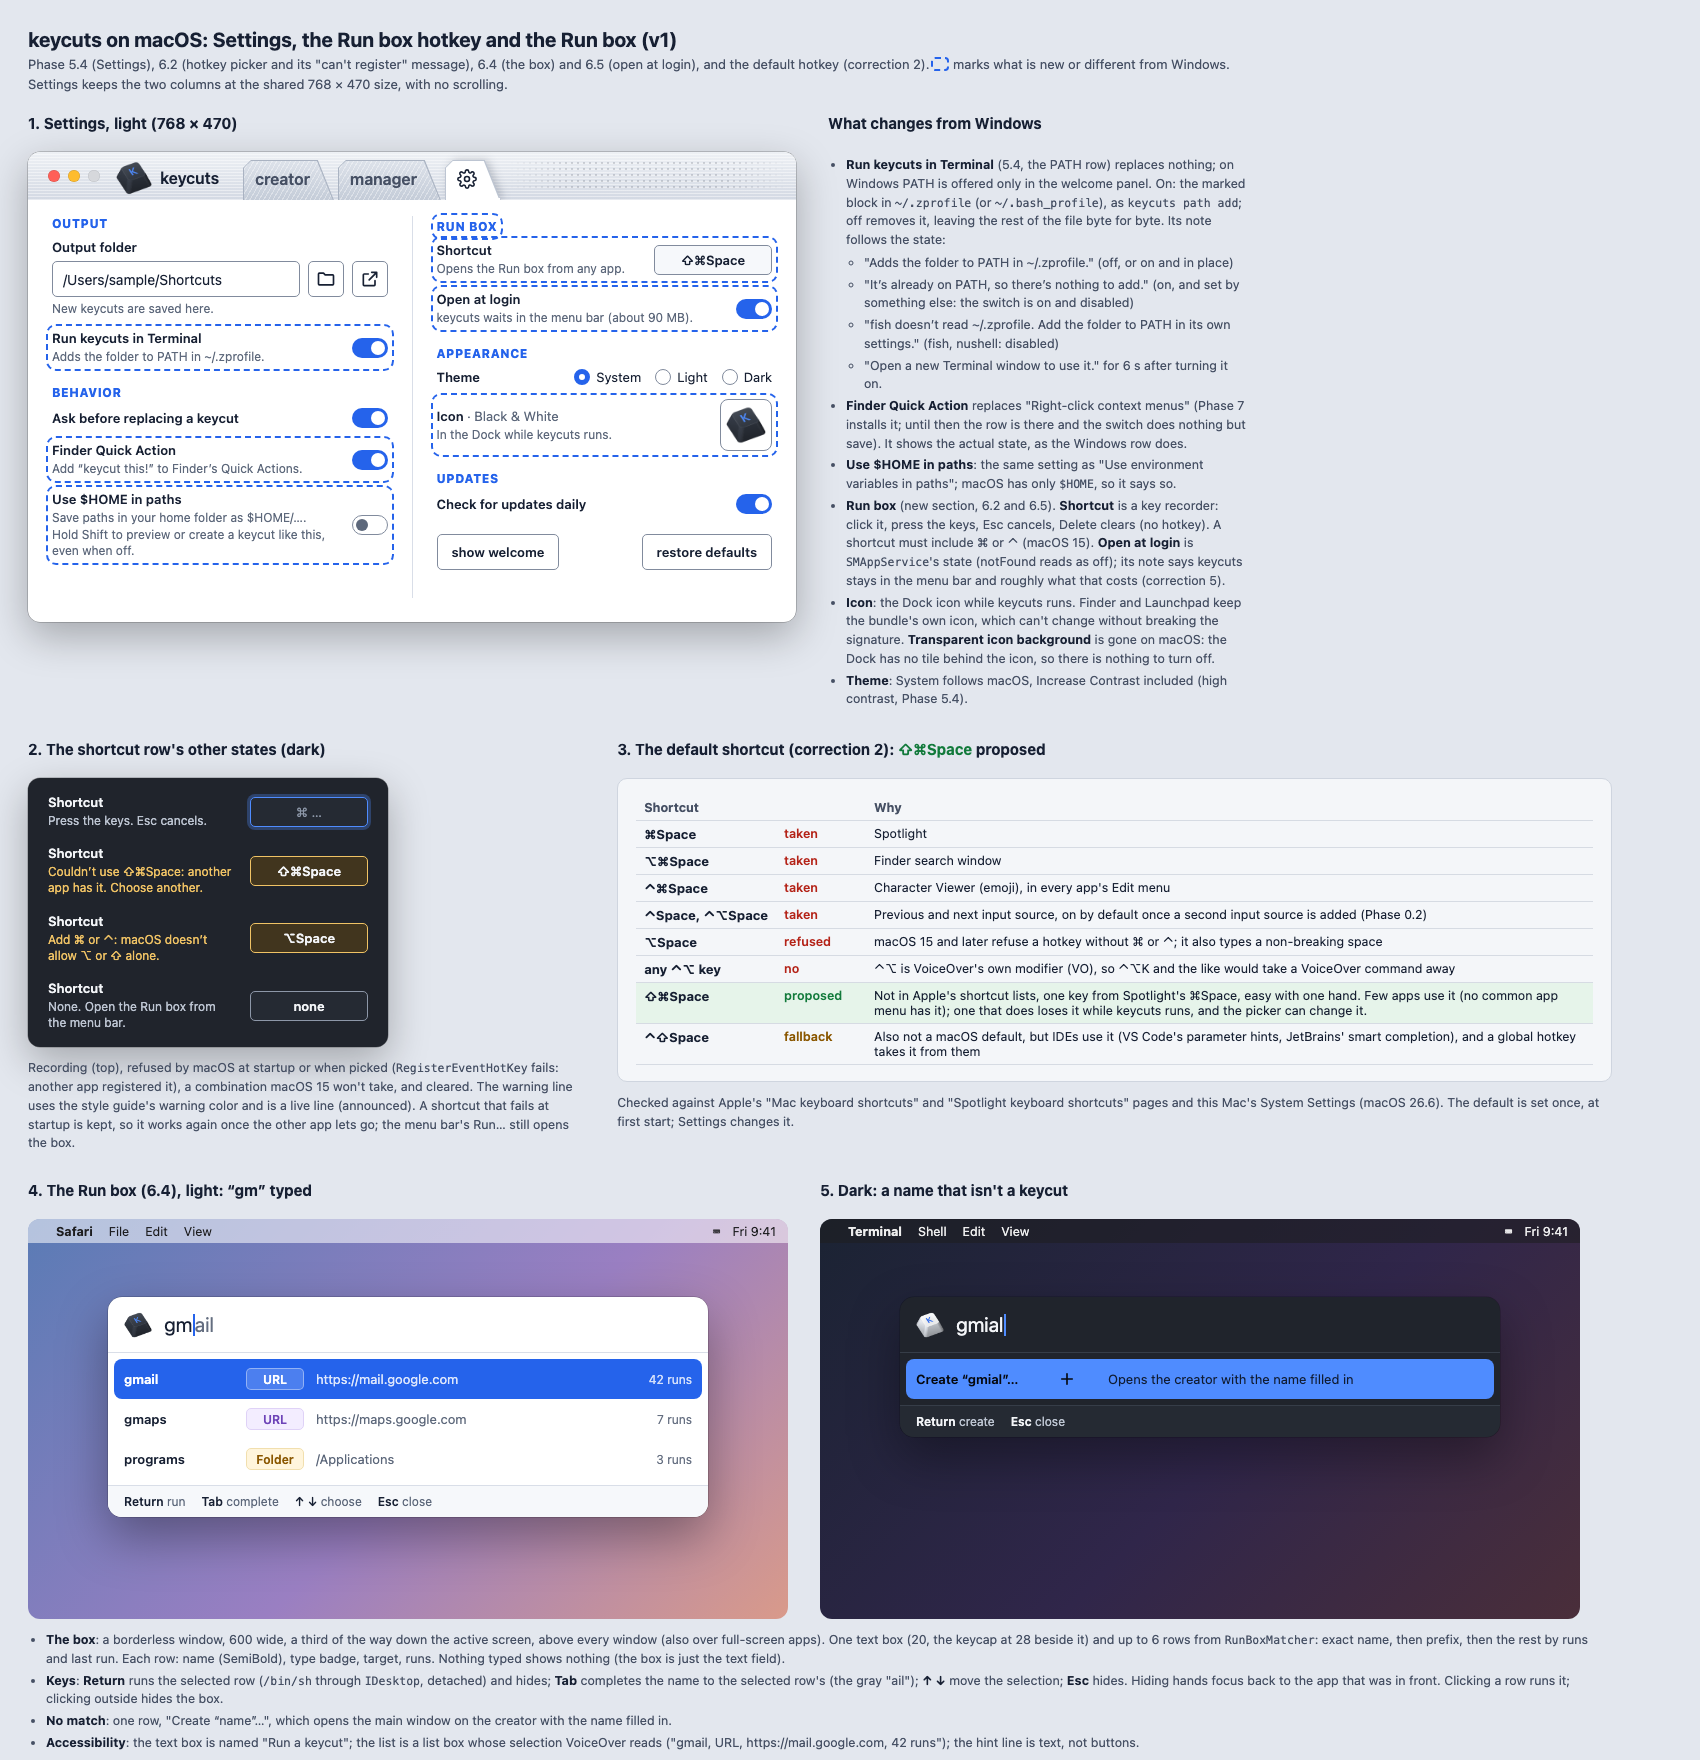 keycuts on macOS: Settings, the Run box hotkey and the Run box (v1)
Phase 5.4 (Settings), 6.2 (hotkey picker and its "can't register" message), 6.4 (the box) and 6.5 (open at login), and the default hotkey (correction 2). marks what is new or different from Windows.
Settings keeps the two columns at the shared 768 × 470 size, with no scrolling.
1. Settings, light (768 × 470)
keycuts
creator
manager
OUTPUT
Output folder
/Users/sample/Shortcuts
New keycuts are saved here.
Run keycuts in Terminal
Adds the folder to PATH in ~/.zprofile.
BEHAVIOR
Ask before replacing a keycut
Finder Quick Action
Add “keycut this!” to Finder’s Quick Actions.
Use $HOME in paths
Save paths in your home folder as $HOME/....
Hold Shift to preview or create a keycut like this,
even when off.
RUN BOX
Shortcut
Opens the Run box from any app.
⇧⌘Space
Open at login
keycuts waits in the menu bar (about 90 MB).
APPEARANCE
Theme
System
Light
Dark
Icon · Black & White
In the Dock while keycuts runs.
UPDATES
Check for updates daily
show welcome
restore defaults
What changes from Windows
• Run keycuts in Terminal (5.4, the PATH row) replaces nothing; on
Windows PATH is offered only in the welcome panel. On: the marked
block in ~/.zprofile (or ~/.bash_profile), as keycuts path add;
off removes it, leaving the rest of the file byte for byte. Its note
follows the state:
◦ "Adds the folder to PATH in ~/.zprofile." (off, or on and in place)
◦ "It’s already on PATH, so there’s nothing to add." (on, and set by
something else: the switch is on and disabled)
◦ "fish doesn’t read ~/.zprofile. Add the folder to PATH in its own
settings." (fish, nushell: disabled)
◦ "Open a new Terminal window to use it." for 6 s after turning it
on.
• Finder Quick Action replaces "Right-click context menus" (Phase 7
installs it; until then the row is there and the switch does nothing but
save). It shows the actual state, as the Windows row does.
• Use $HOME in paths: the same setting as "Use environment
variables in paths"; macOS has only $HOME, so it says so.
• Run box (new section, 6.2 and 6.5). Shortcut is a key recorder:
click it, press the keys, Esc cancels, Delete clears (no hotkey). A
shortcut must include ⌘ or ^ (macOS 15). Open at login is
SMAppService's state (notFound reads as off); its note says keycuts
stays in the menu bar and roughly what that costs (correction 5).
• Icon: the Dock icon while keycuts runs. Finder and Launchpad keep
the bundle's own icon, which can't change without breaking the
signature. Transparent icon background is gone on macOS: the
Dock has no tile behind the icon, so there is nothing to turn off.
• Theme: System follows macOS, Increase Contrast included (high
contrast, Phase 5.4).
2. The shortcut row's other states (dark)
Shortcut
Press the keys. Esc cancels.
⌘ ...
Shortcut
Couldn’t use ⇧⌘Space: another
app has it. Choose another.
⇧⌘Space
Shortcut
Add ⌘ or ^: macOS doesn’t
allow ⌥ or ⇧ alone.
⌥Space
Shortcut
None. Open the Run box from
the menu bar.
none
Recording (top), refused by macOS at startup or when picked (RegisterEventHotKey fails:
another app registered it), a combination macOS 15 won't take, and cleared. The warning line
uses the style guide's warning color and is a live line (announced). A shortcut that fails at
startup is kept, so it works again once the other app lets go; the menu bar's Run... still opens
the box.
3. The default shortcut (correction 2): ⇧⌘Space proposed
Shortcut Why
⌘Space taken Spotlight
⌥⌘Space taken Finder search window
^⌘Space taken Character Viewer (emoji), in every app's Edit menu
^Space, ^⌥Space taken Previous and next input source, on by default once a second input source is added (Phase 0.2)
⌥Space refused macOS 15 and later refuse a hotkey without ⌘ or ^; it also types a non-breaking space
any ^⌥ key no ^⌥ is VoiceOver's own modifier (VO), so ^⌥K and the like would take a VoiceOver command away
⇧⌘Space proposed Not in Apple's shortcut lists, one key from Spotlight's ⌘Space, easy with one hand. Few apps use it (no common app
menu has it); one that does loses it while keycuts runs, and the picker can change it.
^⇧Space fallback Also not a macOS default, but IDEs use it (VS Code's parameter hints, JetBrains' smart completion), and a global hotkey
takes it from them
Checked against Apple's "Mac keyboard shortcuts" and "Spotlight keyboard shortcuts" pages and this Mac's System Settings (macOS 26.6). The default is set once, at
first start; Settings changes it.
4. The Run box (6.4), light: “gm” typed
Safari File Edit View Fri 9:41
gmail
gmail URL https://mail.google.com 42 runs
gmaps URL https://maps.google.com 7 runs
programs Folder /Applications 3 runs
Return run Tab complete ↑ ↓ choose Esc close
5. Dark: a name that isn't a keycut
Terminal Shell Edit View Fri 9:41
gmial
Create “gmial”... + Opens the creator with the name filled in
Return create Esc close
• The box: a borderless window, 600 wide, a third of the way down the active screen, above every window (also over full-screen apps). One text box (20, the keycap at 28 beside it) and up to 6 rows from RunBoxMatcher: exact name, then prefix, then the rest by runs
and last run. Each row: name (SemiBold), type badge, target, runs. Nothing typed shows nothing (the box is just the text field).
• Keys: Return runs the selected row (/bin/sh through IDesktop, detached) and hides; Tab completes the name to the selected row's (the gray "ail"); ↑ ↓ move the selection; Esc hides. Hiding hands focus back to the app that was in front. Clicking a row runs it;
clicking outside hides the box.
• No match: one row, "Create “name”...", which opens the main window on the creator with the name filled in.
• Accessibility: the text box is named "Run a keycut"; the list is a list box whose selection VoiceOver reads ("gmail, URL, https://mail.google.com, 42 runs"); the hint line is text, not buttons.